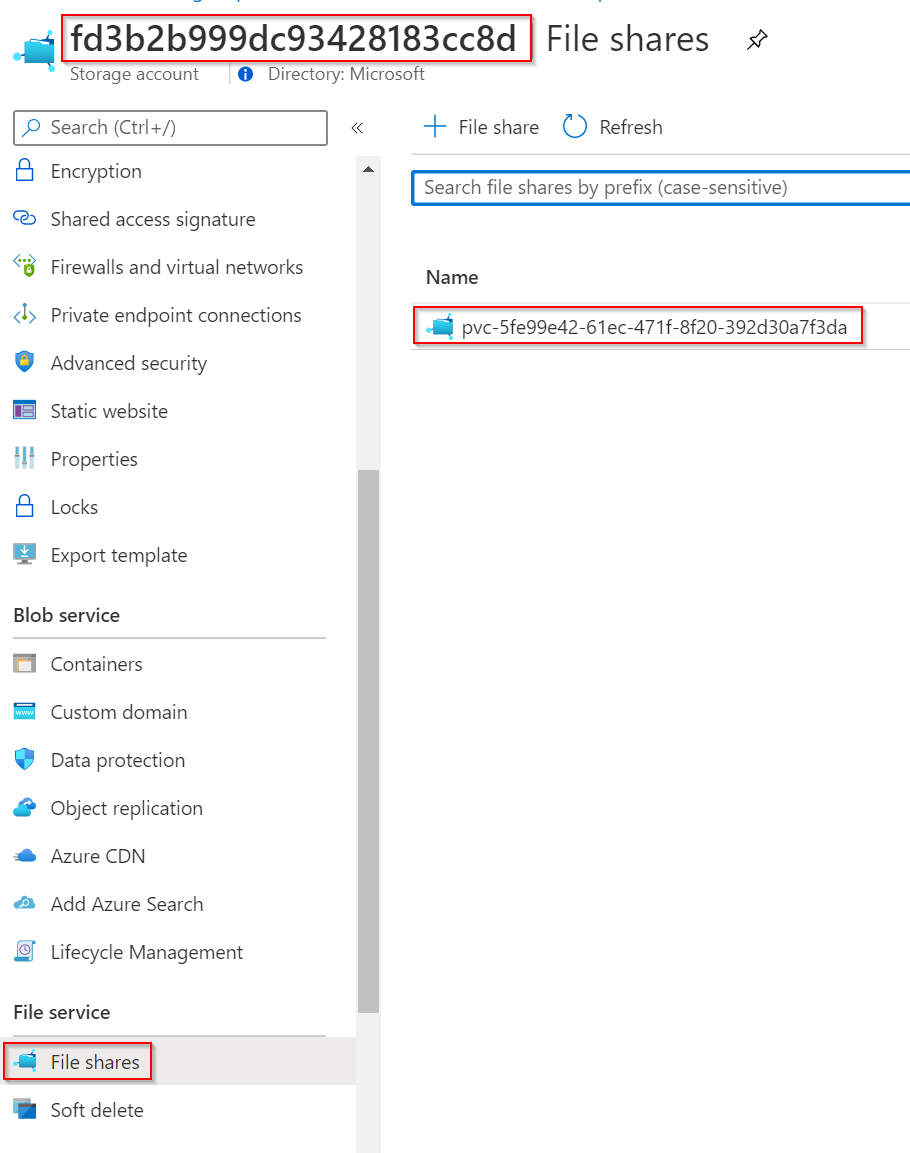 fd3b2b999dc93428183cc8d File shares
Storage account Directory: Microsoft
Search (Ctrl+/)
«
File share
Refresh
Encryption
Shared access signature
Firewalls and virtual networks
Private endpoint connections
Advanced security
Static website
Properties
Locks
Export template
Blob service
Containers
Custom domain
Data protection
Object replication
Azure CDN
Add Azure Search
Lifecycle Management
File service
File shares
Soft delete
Search file shares by prefix (case-sensitive)
Name
pvc-5fe99e42-61ec-471f-8f20-392d30a7f3da